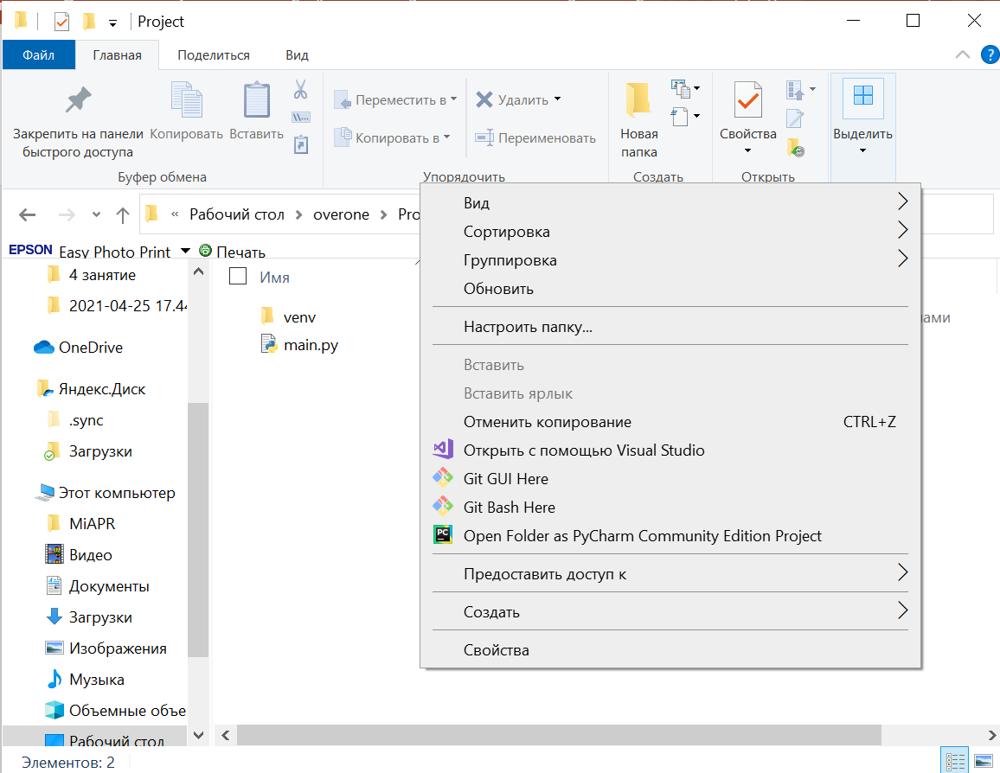 Project
Файл Главная Поделиться Вид
?
Закрепить на панели быстрого доступа
Копировать
Вставить
Переместить в
Копировать в
Удалить
Переименовать
Новая папка
Свойства
Выделить
Буфер обмена Упорядочить Создать Открыть
« Рабочий стол > overone > Pro
EPSON Easy Photo Print Печать
4 занятие
2021-04-25 17.44
OneDrive
Яндекс.Диск
.sync
Загрузки
Этот компьютер
MiAPR
Видео
Документы
Загрузки
Изображения
Музыка
Объемные объе
Рабочий стол
Имя
venv
main.py
ами
Вид
Сортировка
Группировка
Обновить
Настроить папку...
Вставить
Вставить ярлык
Отменить копирование CTRL+Z
Открыть с помощью Visual Studio
Git GUI Here
Git Bash Here
PC Open Folder as PyCharm Community Edition Project
Предоставить доступ к
Создать
Свойства
Элементов: 2